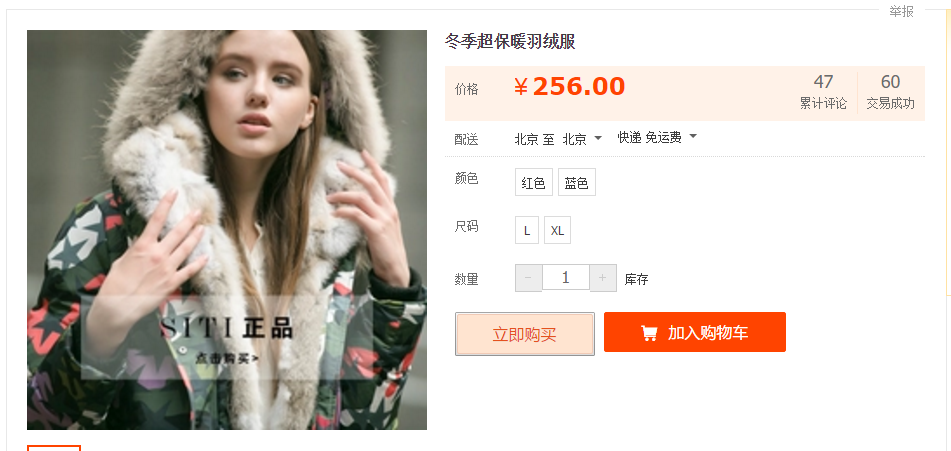 举报
冬季超保暖羽绒服
价格 ¥256.00 47 60
累计评论 交易成功
配送 北京 至 北京 快递 免运费
颜色 红色 蓝色
尺码 L XL
数量 - 1 + 库存
SITI 正品
点击购买>
立即购买 加入购物车